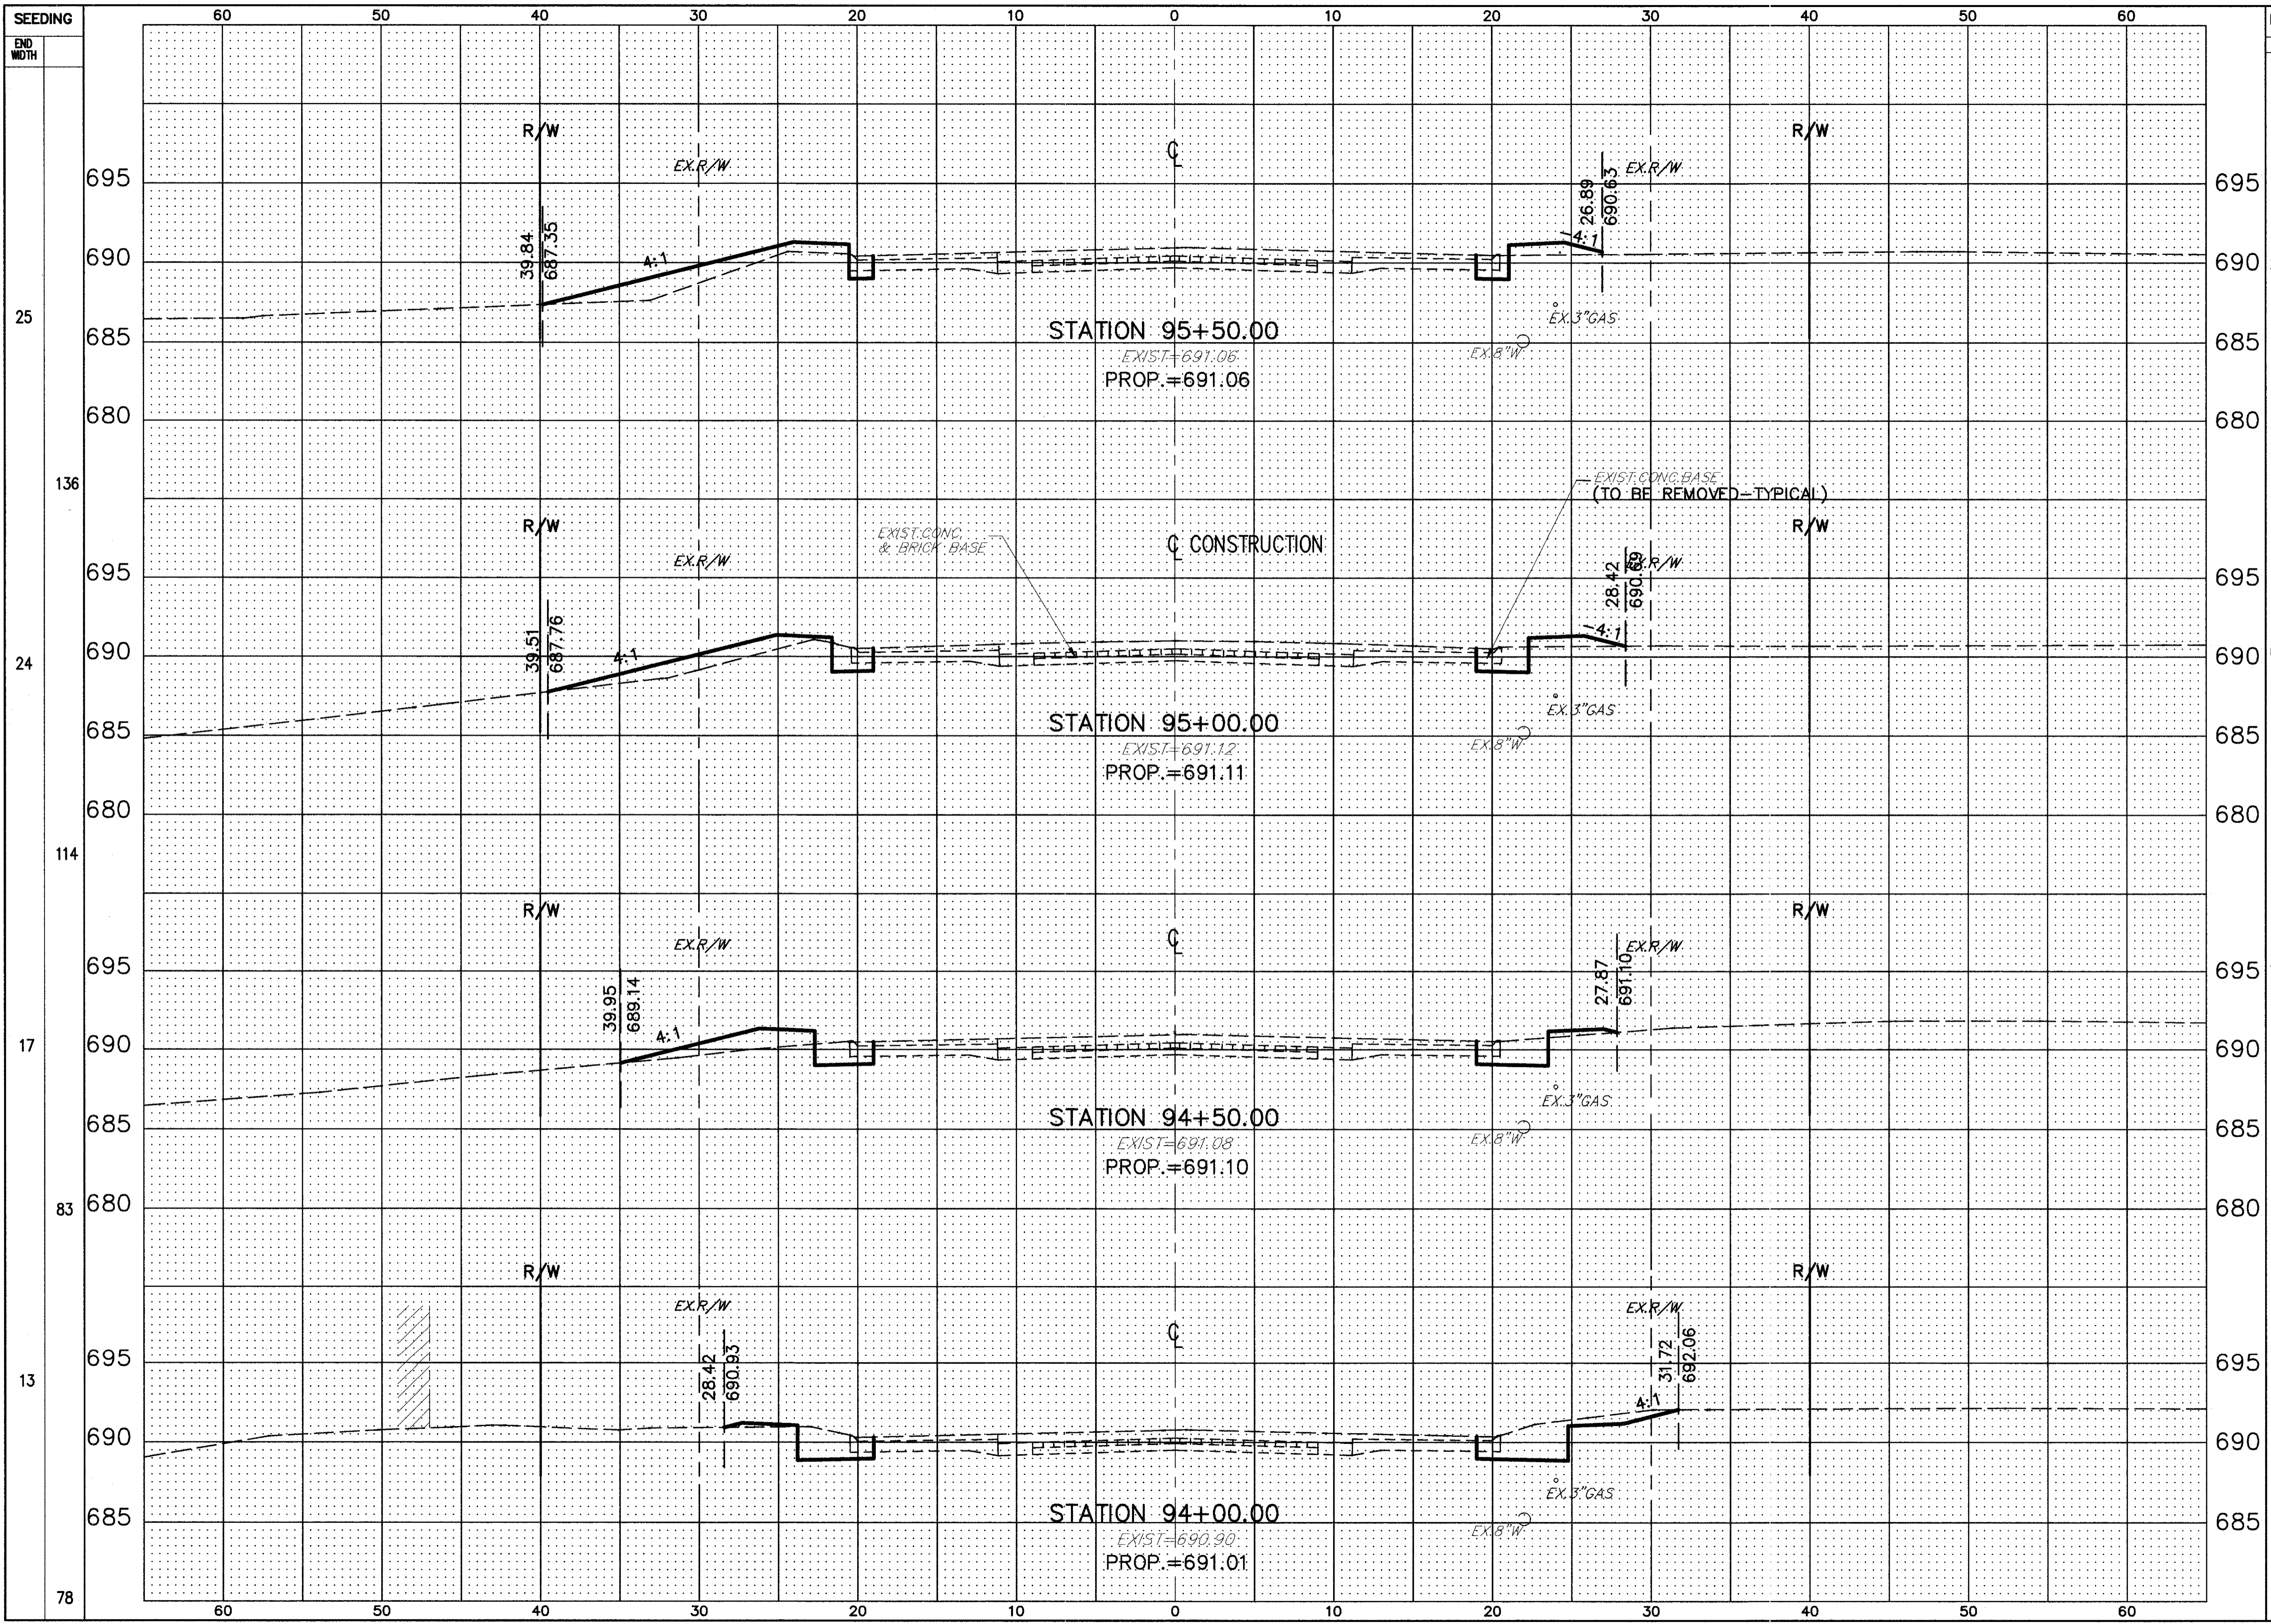 SEEDING
END
WIDTH
60 50 40 30 20 10 0 10 20 30 40 50 60
R/W
R/W
EX.R/W
EX.R/W
℄
39.84
687.35
4:1
26.89
690.63
4:1
695
690
685
680
695
690
685
680
25
EX.3"GAS
EX.8"W
STATION 95+50.00
EXIST=691.06
PROP.=691.06
136
EXIST.CONC.BASE
(TO BE REMOVED-TYPICAL)
R/W
R/W
EXIST.CONC.
& BRICK BASE
℄ CONSTRUCTION
EX.R/W
EX.R/W
39.51
687.76
4:1
28.42
690.69
4:1
695
690
685
680
695
690
685
680
24
EX.3"GAS
EX.8"W
STATION 95+00.00
EXIST=691.12
PROP.=691.11
114
R/W
R/W
EX.R/W
EX.R/W
℄
39.95
689.14
4:1
27.87
691.10
695
690
685
680
695
690
685
680
17
EX.3"GAS
EX.8"W
STATION 94+50.00
EXIST=691.08
PROP.=691.10
83
R/W
R/W
EX.R/W
EX.R/W
℄
28.42
690.93
31.72
692.06
4:1
695
690
685
695
690
685
13
EX.3"GAS
EX.8"W
STATION 94+00.00
EXIST=690.90
PROP.=691.01
78
60 50 40 30 20 10 0 10 20 30 40 50 60